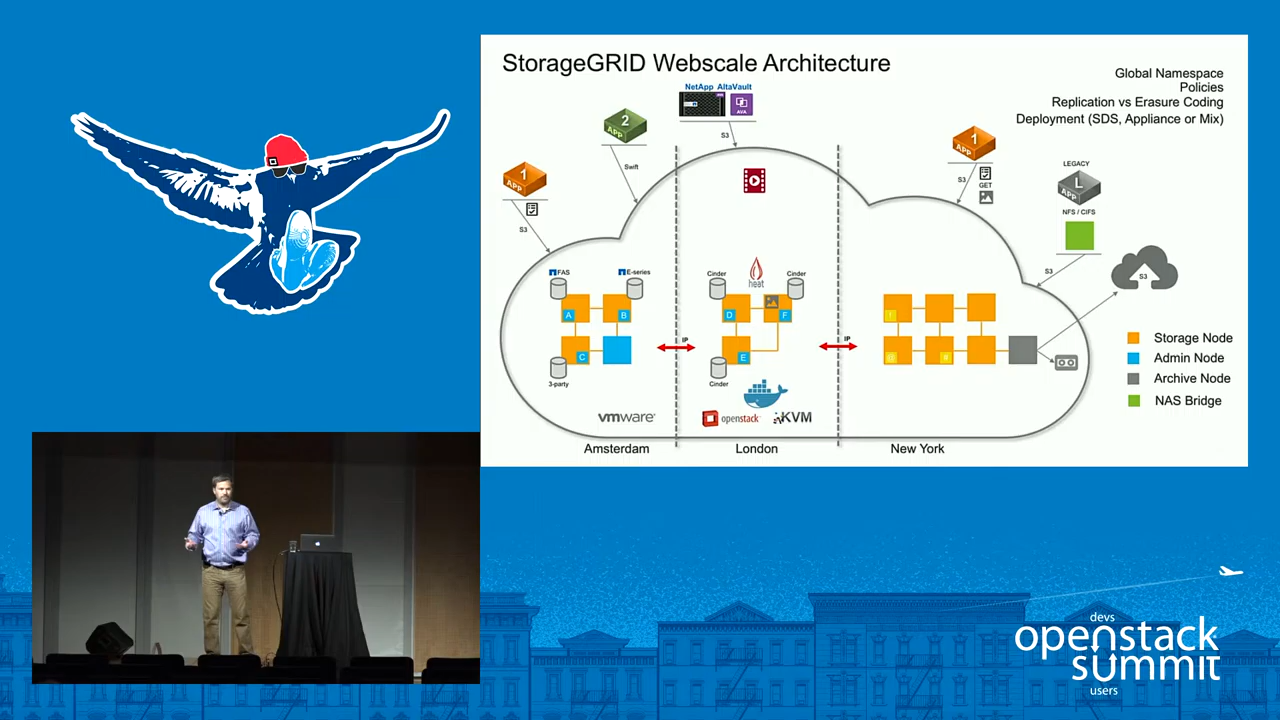 StorageGRID Webscale Architecture
Global Namespace
Policies
Replication vs Erasure Coding
Deployment (SDS, Appliance or Mix)
NetApp AltaVault
AVA
S3
2
APP
Swift
1
APP
S3
1
APP
S3
GET
LEGACY
L
APP
NFS / CIFS
S3
S3
FAS
E-series
Cinder
heat
Cinder
A
B
D
F
!
C
E
@
#
IP
IP
3-party
Cinder
vmware
openstack
KVM
Storage Node
Admin Node
Archive Node
NAS Bridge
Amsterdam
London
New York
devs
openstack
summit
users